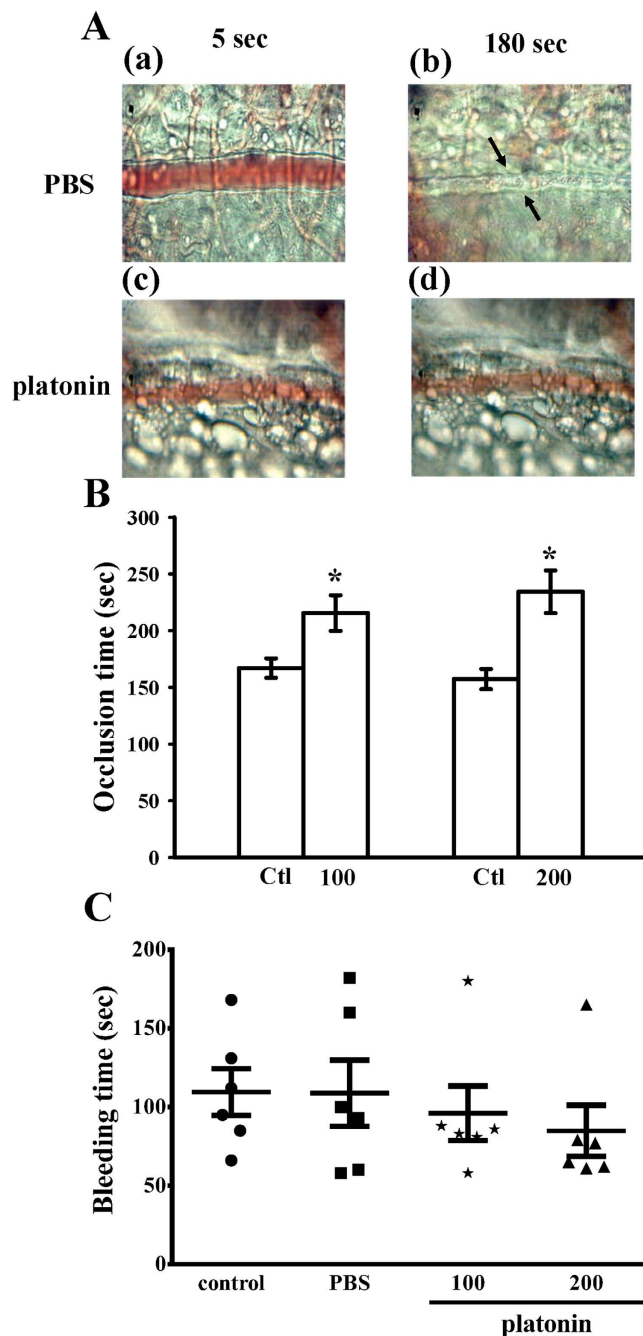 A
5 sec
180 sec
(a)
(b)
PBS
(c)
(d)
platonin
B
Occlusion time (sec)
300
250
200
150
100
50
0
*
*
Ctl
100
Ctl
200
C
Bleeding time (sec)
200
150
100
50
0
control
PBS
100
200
platonin